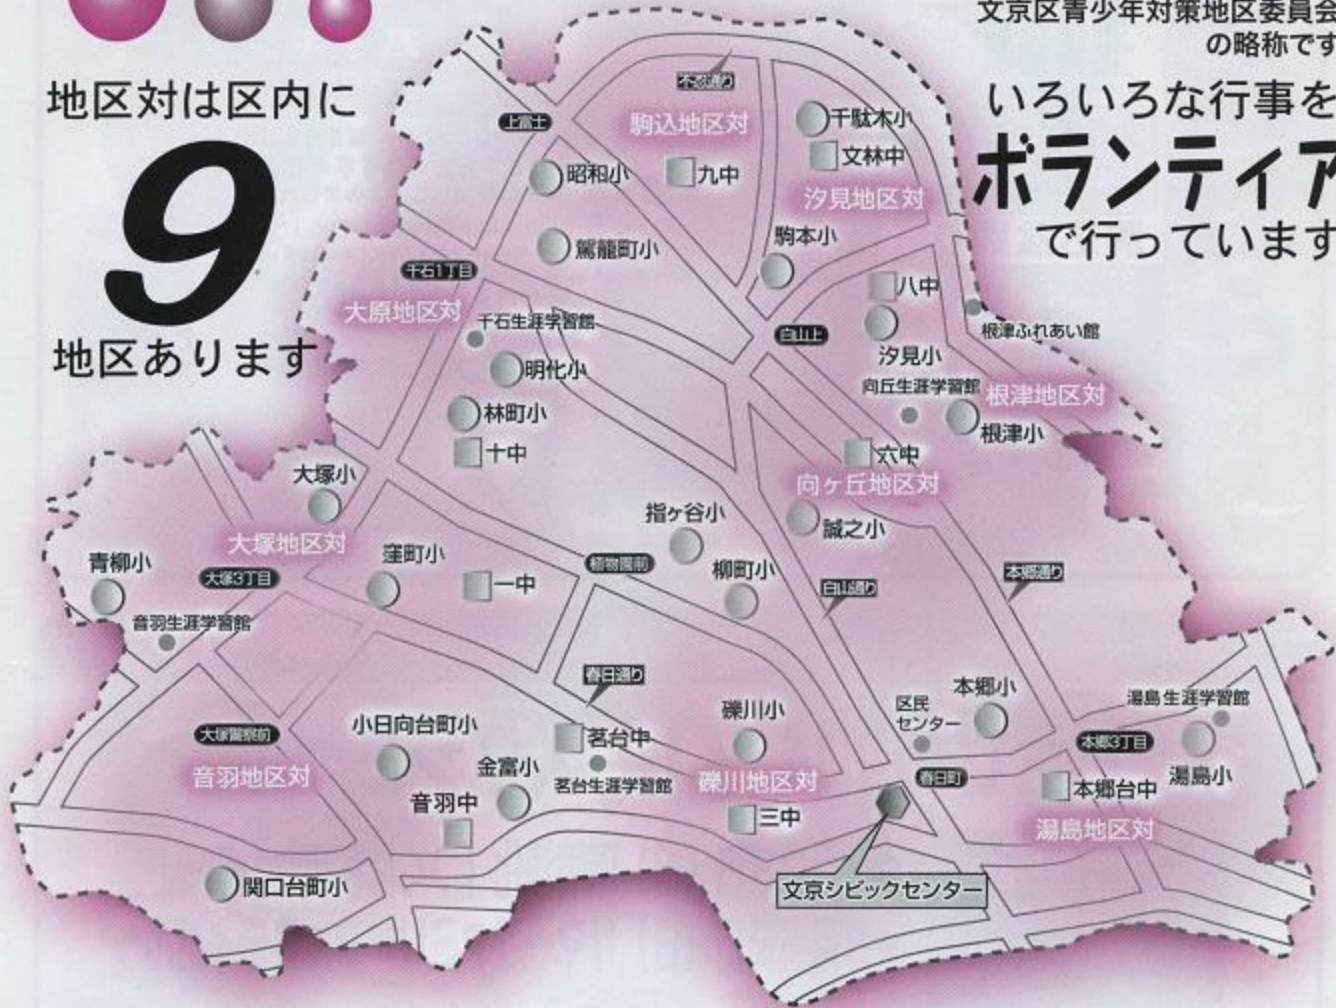 文京区青少年対策地区委員会
の略称です
地区対は区内に
9
地区あります
いろいろな行事を
ボランティア
で行っています
不忍通り
上富士
駒込地区対
千駄木小
文林中
昭和小
九中
汐見地区対
駕籠町小
駒本小
千石1丁目
八中
大原地区対
千石生涯学習館
白山上
根津ふれあい館
汐見小
明化小
向丘生涯学習館
根津地区対
林町小
根津小
十中
六中
大塚小
向ヶ丘地区対
指ヶ谷小
誠之小
大塚地区対
窪町小
青柳小
大塚3丁目
植物園前
柳町小
一中
白山通り
本郷通り
音羽生涯学習館
春日通り
本郷小
区民
センター
湯島生涯学習館
礫川小
小日向台町小
大塚警察前
茗台中
本郷3丁目
金富小
音羽地区対
茗台生涯学習館
礫川地区対
春日町
湯島小
音羽中
本郷台中
三中
湯島地区対
関口台町小
文京シビックセンター